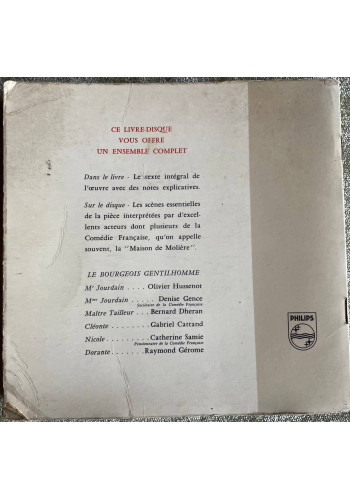 CE LIVRE-DISQUE
VOUS OFFRE
UN ENSEMBLE COMPLET
Dans le livre - Le texte intégral de
l'œuvre avec des notes explicatives.
Sur le disque - Les scènes essentielles
de la pièce interprétées par d'excel-
lents acteurs dont plusieurs de la
Comédie Française, qu'on appelle
souvent, la "Maison de Molière".
LE BOURGEOIS GENTILHOMME
Mr Jourdain .... Olivier Hussenot
Mme Jourdain ..... Denise Gence
Sociétaire de la Comédie Française
Maître Tailleur ... Bernard Dheran
Cléonte ........ Gabriel Cattand
Nicole ......... Catherine Samie
Pensionnaire de la Comédie Française
Dorante ....... Raymond Gérome
PHILIPS